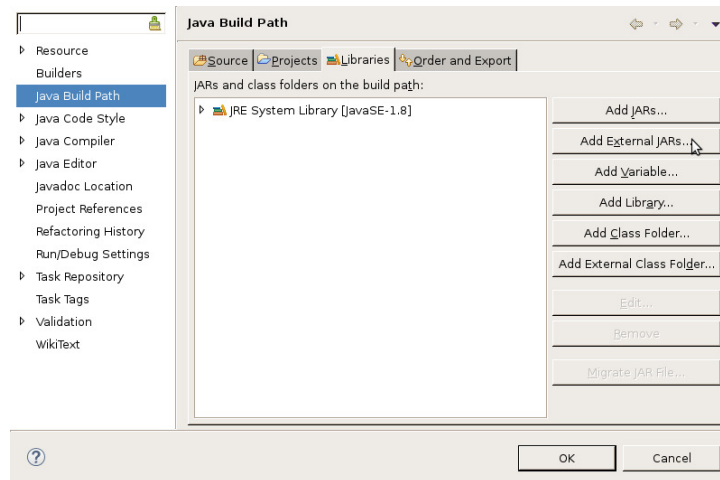 Java Build Path
Resource
Builders
Java Build Path
Java Code Style
Java Compiler
Java Editor
Javadoc Location
Project References
Refactoring History
Run/Debug Settings
Task Repository
Task Tags
Validation
WikiText
Source Projects Libraries Order and Export
JARs and class folders on the build path:
JRE System Library [JavaSE-1.8]
Add JARs...
Add External JARs...
Add Variable...
Add Library...
Add Class Folder...
Add External Class Folder...
Edit...
Remove
Migrate JAR File...
?
OK Cancel